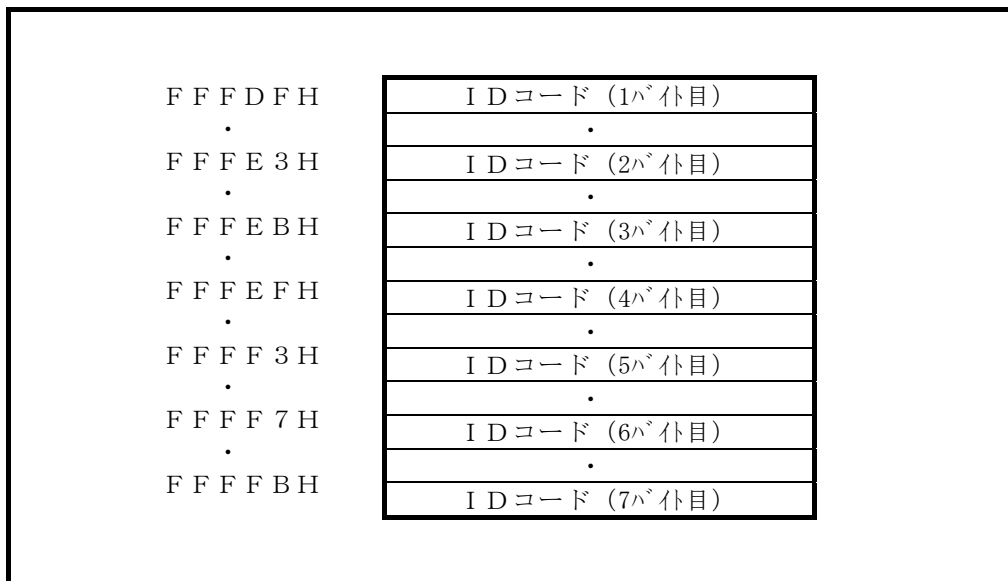 FFFDFH IDコード (1ﾊﾞｲﾄ目)
・ ・
FFFE3H IDコード (2ﾊﾞｲﾄ目)
・ ・
FFFEBH IDコード (3ﾊﾞｲﾄ目)
・ ・
FFFEFH IDコード (4ﾊﾞｲﾄ目)
・ ・
FFFF3H IDコード (5ﾊﾞｲﾄ目)
・ ・
FFFF7H IDコード (6ﾊﾞｲﾄ目)
・ ・
FFFFBH IDコード (7ﾊﾞｲﾄ目)